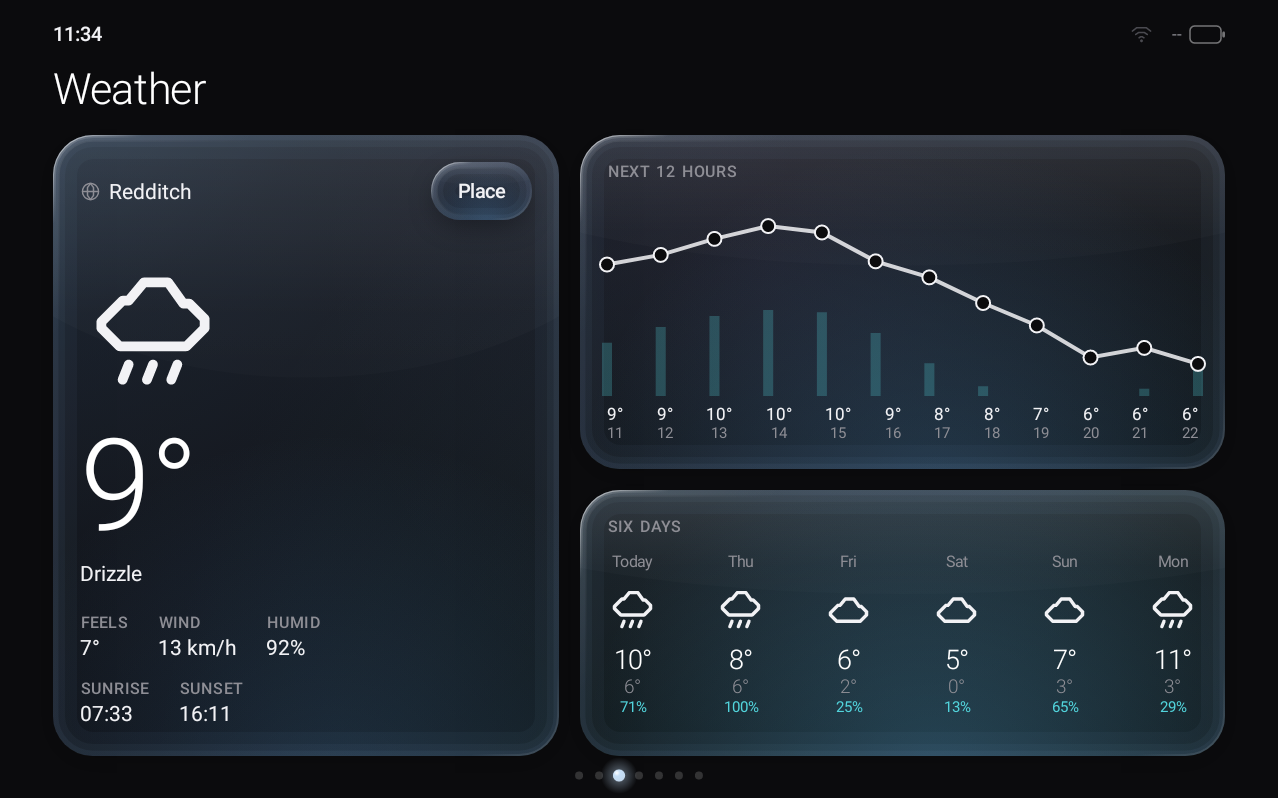 11:34
--
Weather
Redditch
Place
9°
Drizzle
FEELS WIND HUMID
7° 13 km/h 92%
SUNRISE SUNSET
07:33 16:11
NEXT 12 HOURS
9° 9° 10° 10° 10° 9° 8° 8° 7° 6° 6° 6°
11 12 13 14 15 16 17 18 19 20 21 22
SIX DAYS
Today Thu Fri Sat Sun Mon
10° 8° 6° 5° 7° 11°
6° 6° 2° 0° 3° 3°
71% 100% 25% 13% 65% 29%